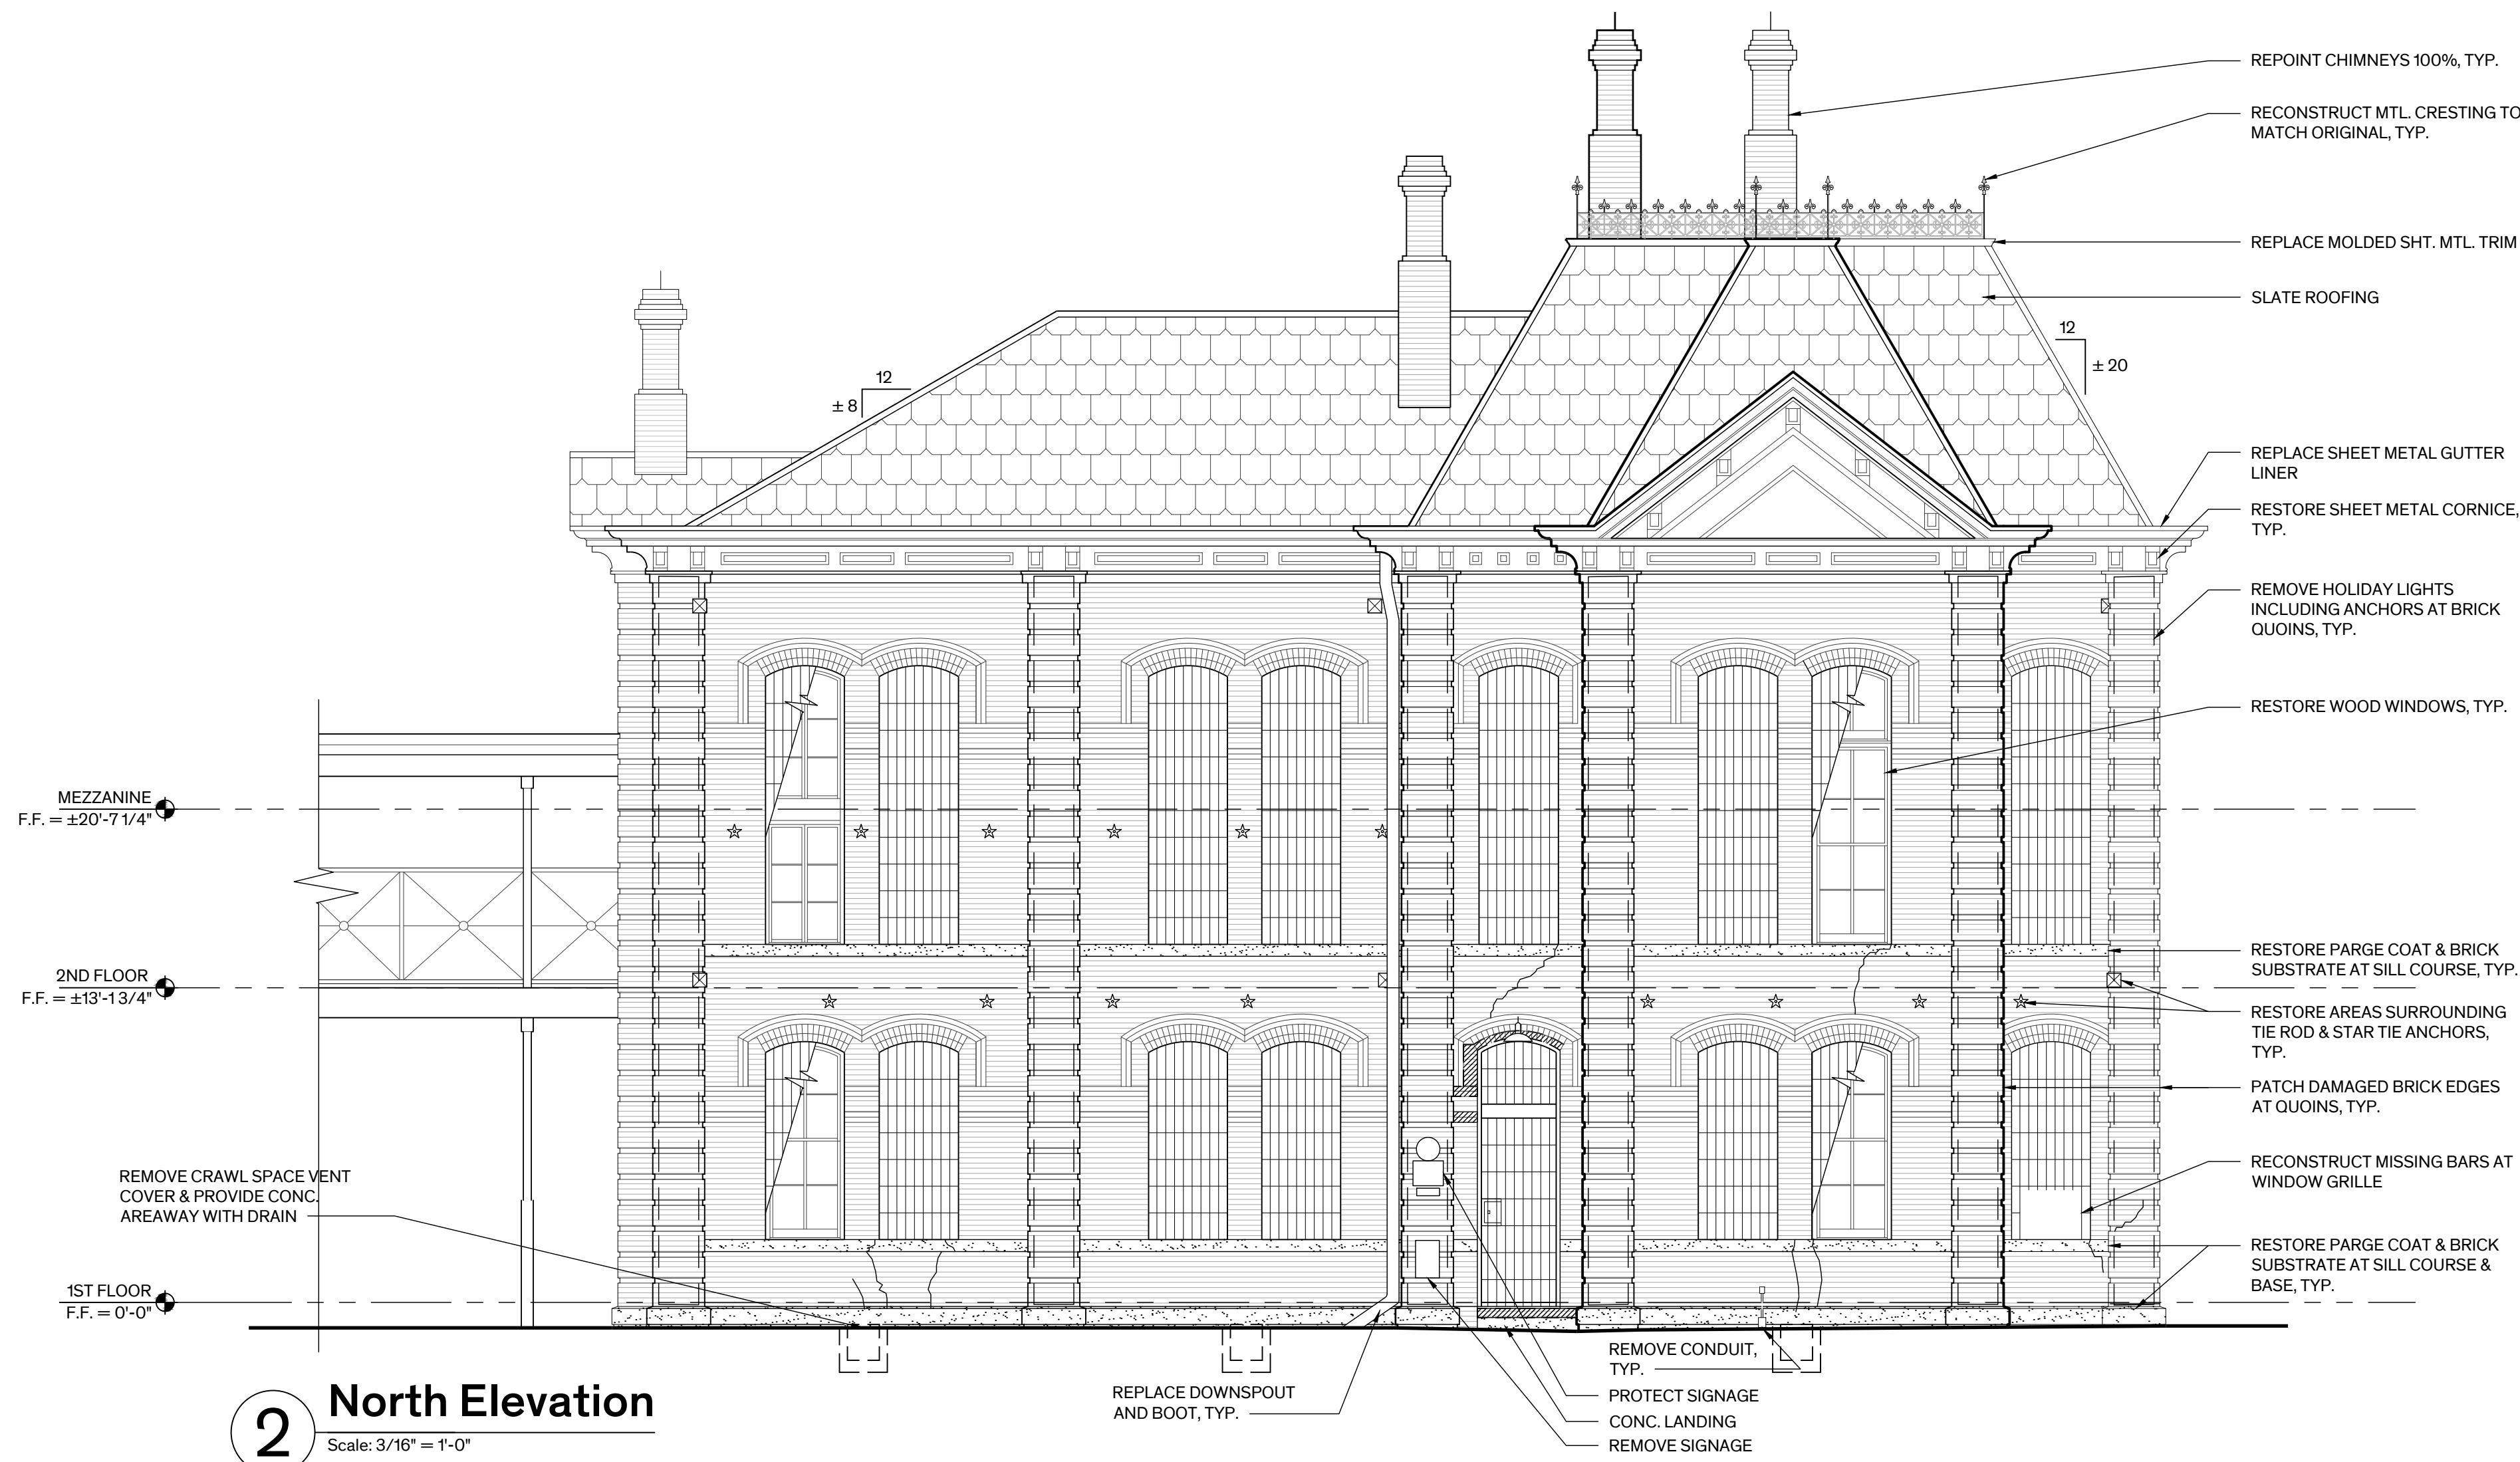 REPOINT CHIMNEYS 100%, TYP.
RECONSTRUCT MTL. CRESTING TO
MATCH ORIGINAL, TYP.
REPLACE MOLDED SHT. MTL. TRIM
SLATE ROOFING
12
± 20
12
± 8
REPLACE SHEET METAL GUTTER
LINER
RESTORE SHEET METAL CORNICE,
TYP.
REMOVE HOLIDAY LIGHTS
INCLUDING ANCHORS AT BRICK
QUOINS, TYP.
RESTORE WOOD WINDOWS, TYP.
MEZZANINE
F.F. = ±20'-7 1/4"
RESTORE PARGE COAT & BRICK
SUBSTRATE AT SILL COURSE, TYP.
2ND FLOOR
F.F. = ±13'-1 3/4"
RESTORE AREAS SURROUNDING
TIE ROD & STAR TIE ANCHORS,
TYP.
PATCH DAMAGED BRICK EDGES
AT QUOINS, TYP.
RECONSTRUCT MISSING BARS AT
WINDOW GRILLE
REMOVE CRAWL SPACE VENT
COVER & PROVIDE CONC.
AREAWAY WITH DRAIN
RESTORE PARGE COAT & BRICK
SUBSTRATE AT SILL COURSE &
BASE, TYP.
1ST FLOOR
F.F. = 0'-0"
REMOVE CONDUIT,
TYP.
REPLACE DOWNSPOUT
AND BOOT, TYP.
PROTECT SIGNAGE
CONC. LANDING
REMOVE SIGNAGE
2
North Elevation
Scale: 3/16" = 1'-0"